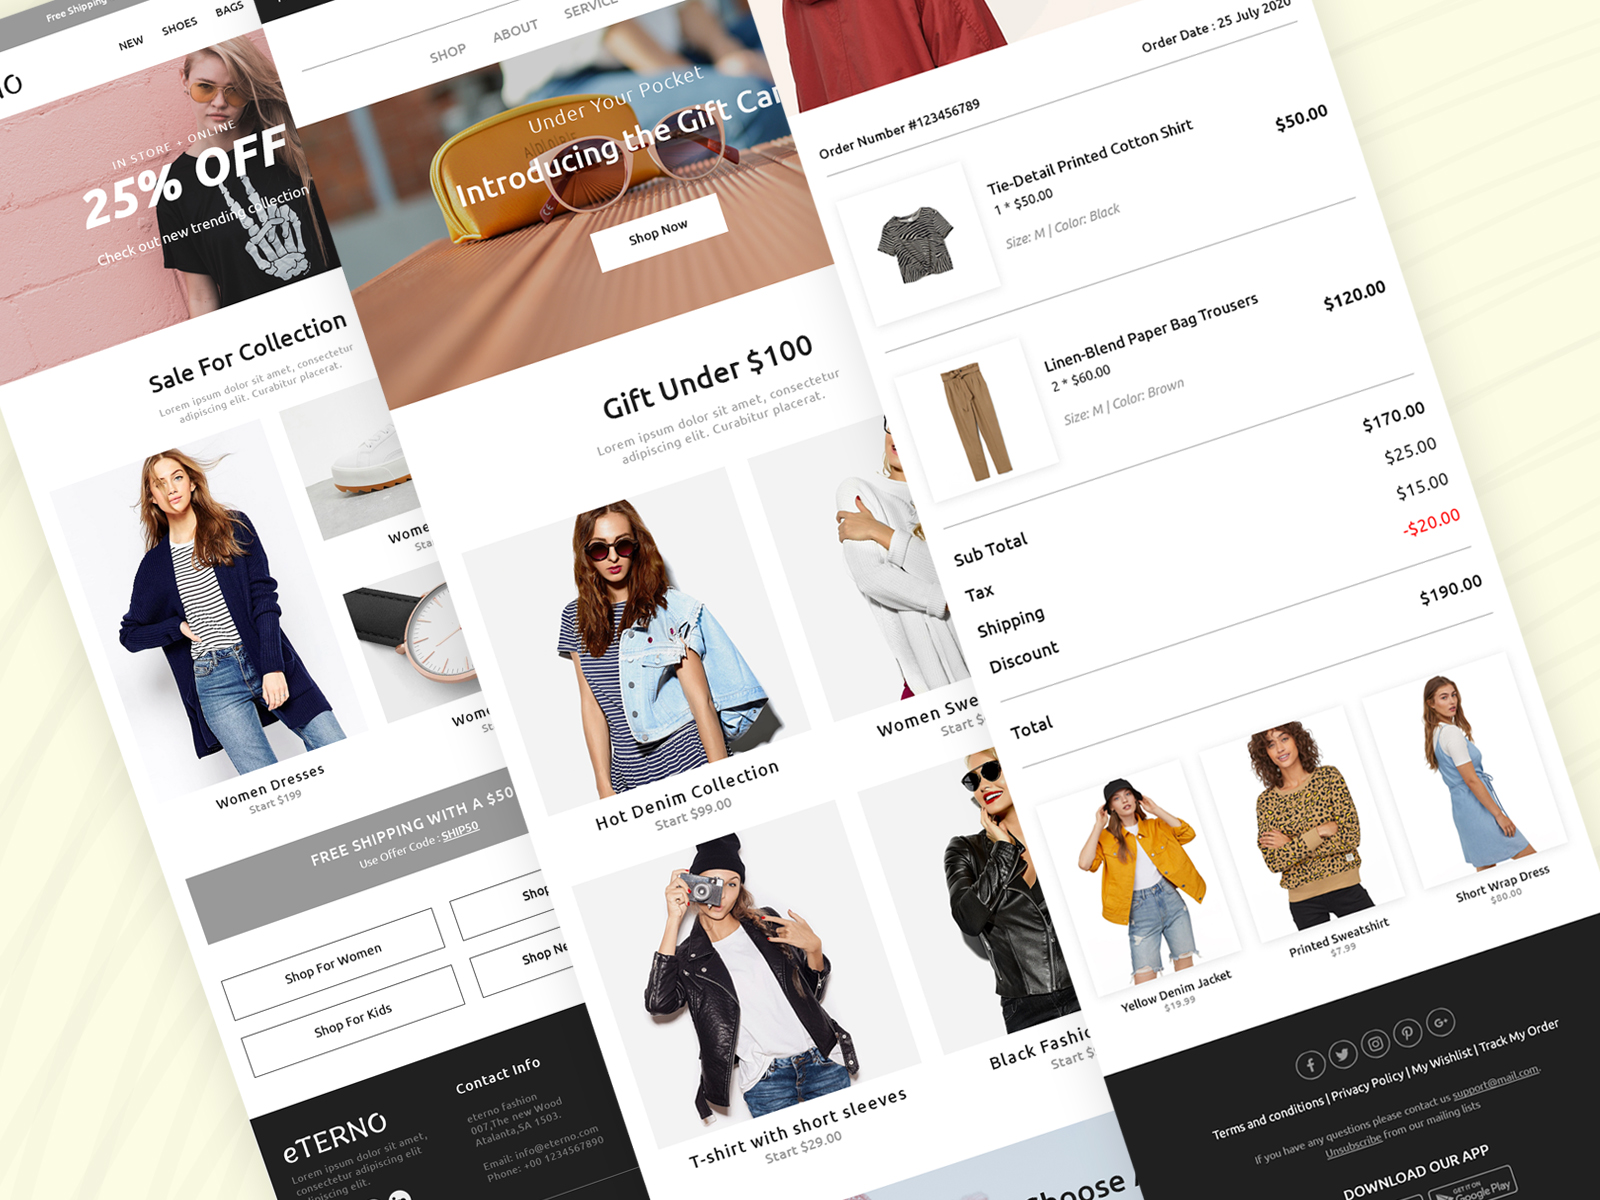 Free Shipping
NEW SHOES BAGS
IN STORE + ONLINE
25% OFF
Check out new trending collection
Sale For Collection
Lorem ipsum dolor sit amet, consectetur
adipiscing elit. Curabitur placerat.
Women Dresses
Start $199
FREE SHIPPING WITH A $50
Use Offer Code : SHIP50
Shop For Women
Shop For Kids
Shop
eTERNO
Lorem ipsum dolor sit amet,
consectetur adipiscing elit
adipiscing elit.
Contact Info
eterno fashion
007,The new Wood
Atalanta,SA 1503.
Email: info@eterno.com
Phone: +00 1234567890
SHOP ABOUT SERVICE
Under Your Pocket
Introducing the Gift
Shop Now
Gift Under $100
Lorem ipsum dolor sit amet, consectetur
adipiscing elit. Curabitur placerat.
Hot Denim Collection
Start $99.00
Women
Start
T-shirt with short sleeves
Start $29.00
Black
Start
Choose
Order Date : 25 July 2020
Order Number #123456789
Tie-Detail Printed Cotton Shirt
$50.00
1 * $50.00
Size: M | Color: Black
Linen-Blend Paper Bag Trousers
$120.00
2 * $60.00
Size: M | Color: Brown
Sub Total $170.00
Tax $25.00
Shipping $15.00
Discount -$20.00
Total $190.00
Yellow Denim Jacket
$19.99
Printed Sweatshirt
$7.99
Short Wrap Dress
$80.00
Terms and conditions | Privacy Policy | My Wishlist | Track My Order
If you have any questions please contact us support@mail.com.
Unsubscribe from our mailing lists
DOWNLOAD OUR APP
GET IT ON
Google Play